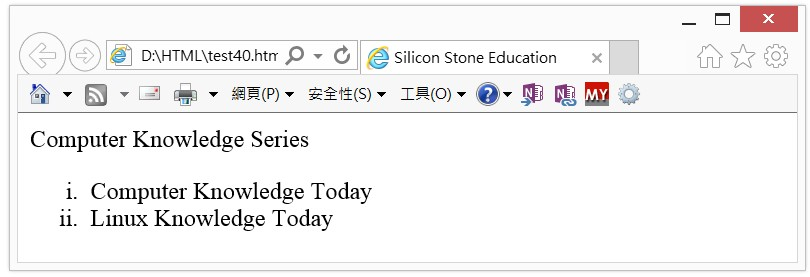 D:\HTML\test40.htm
Silicon Stone Education
網頁(P) 安全性(S) 工具(O) MY
Computer Knowledge Series
i. Computer Knowledge Today
ii. Linux Knowledge Today